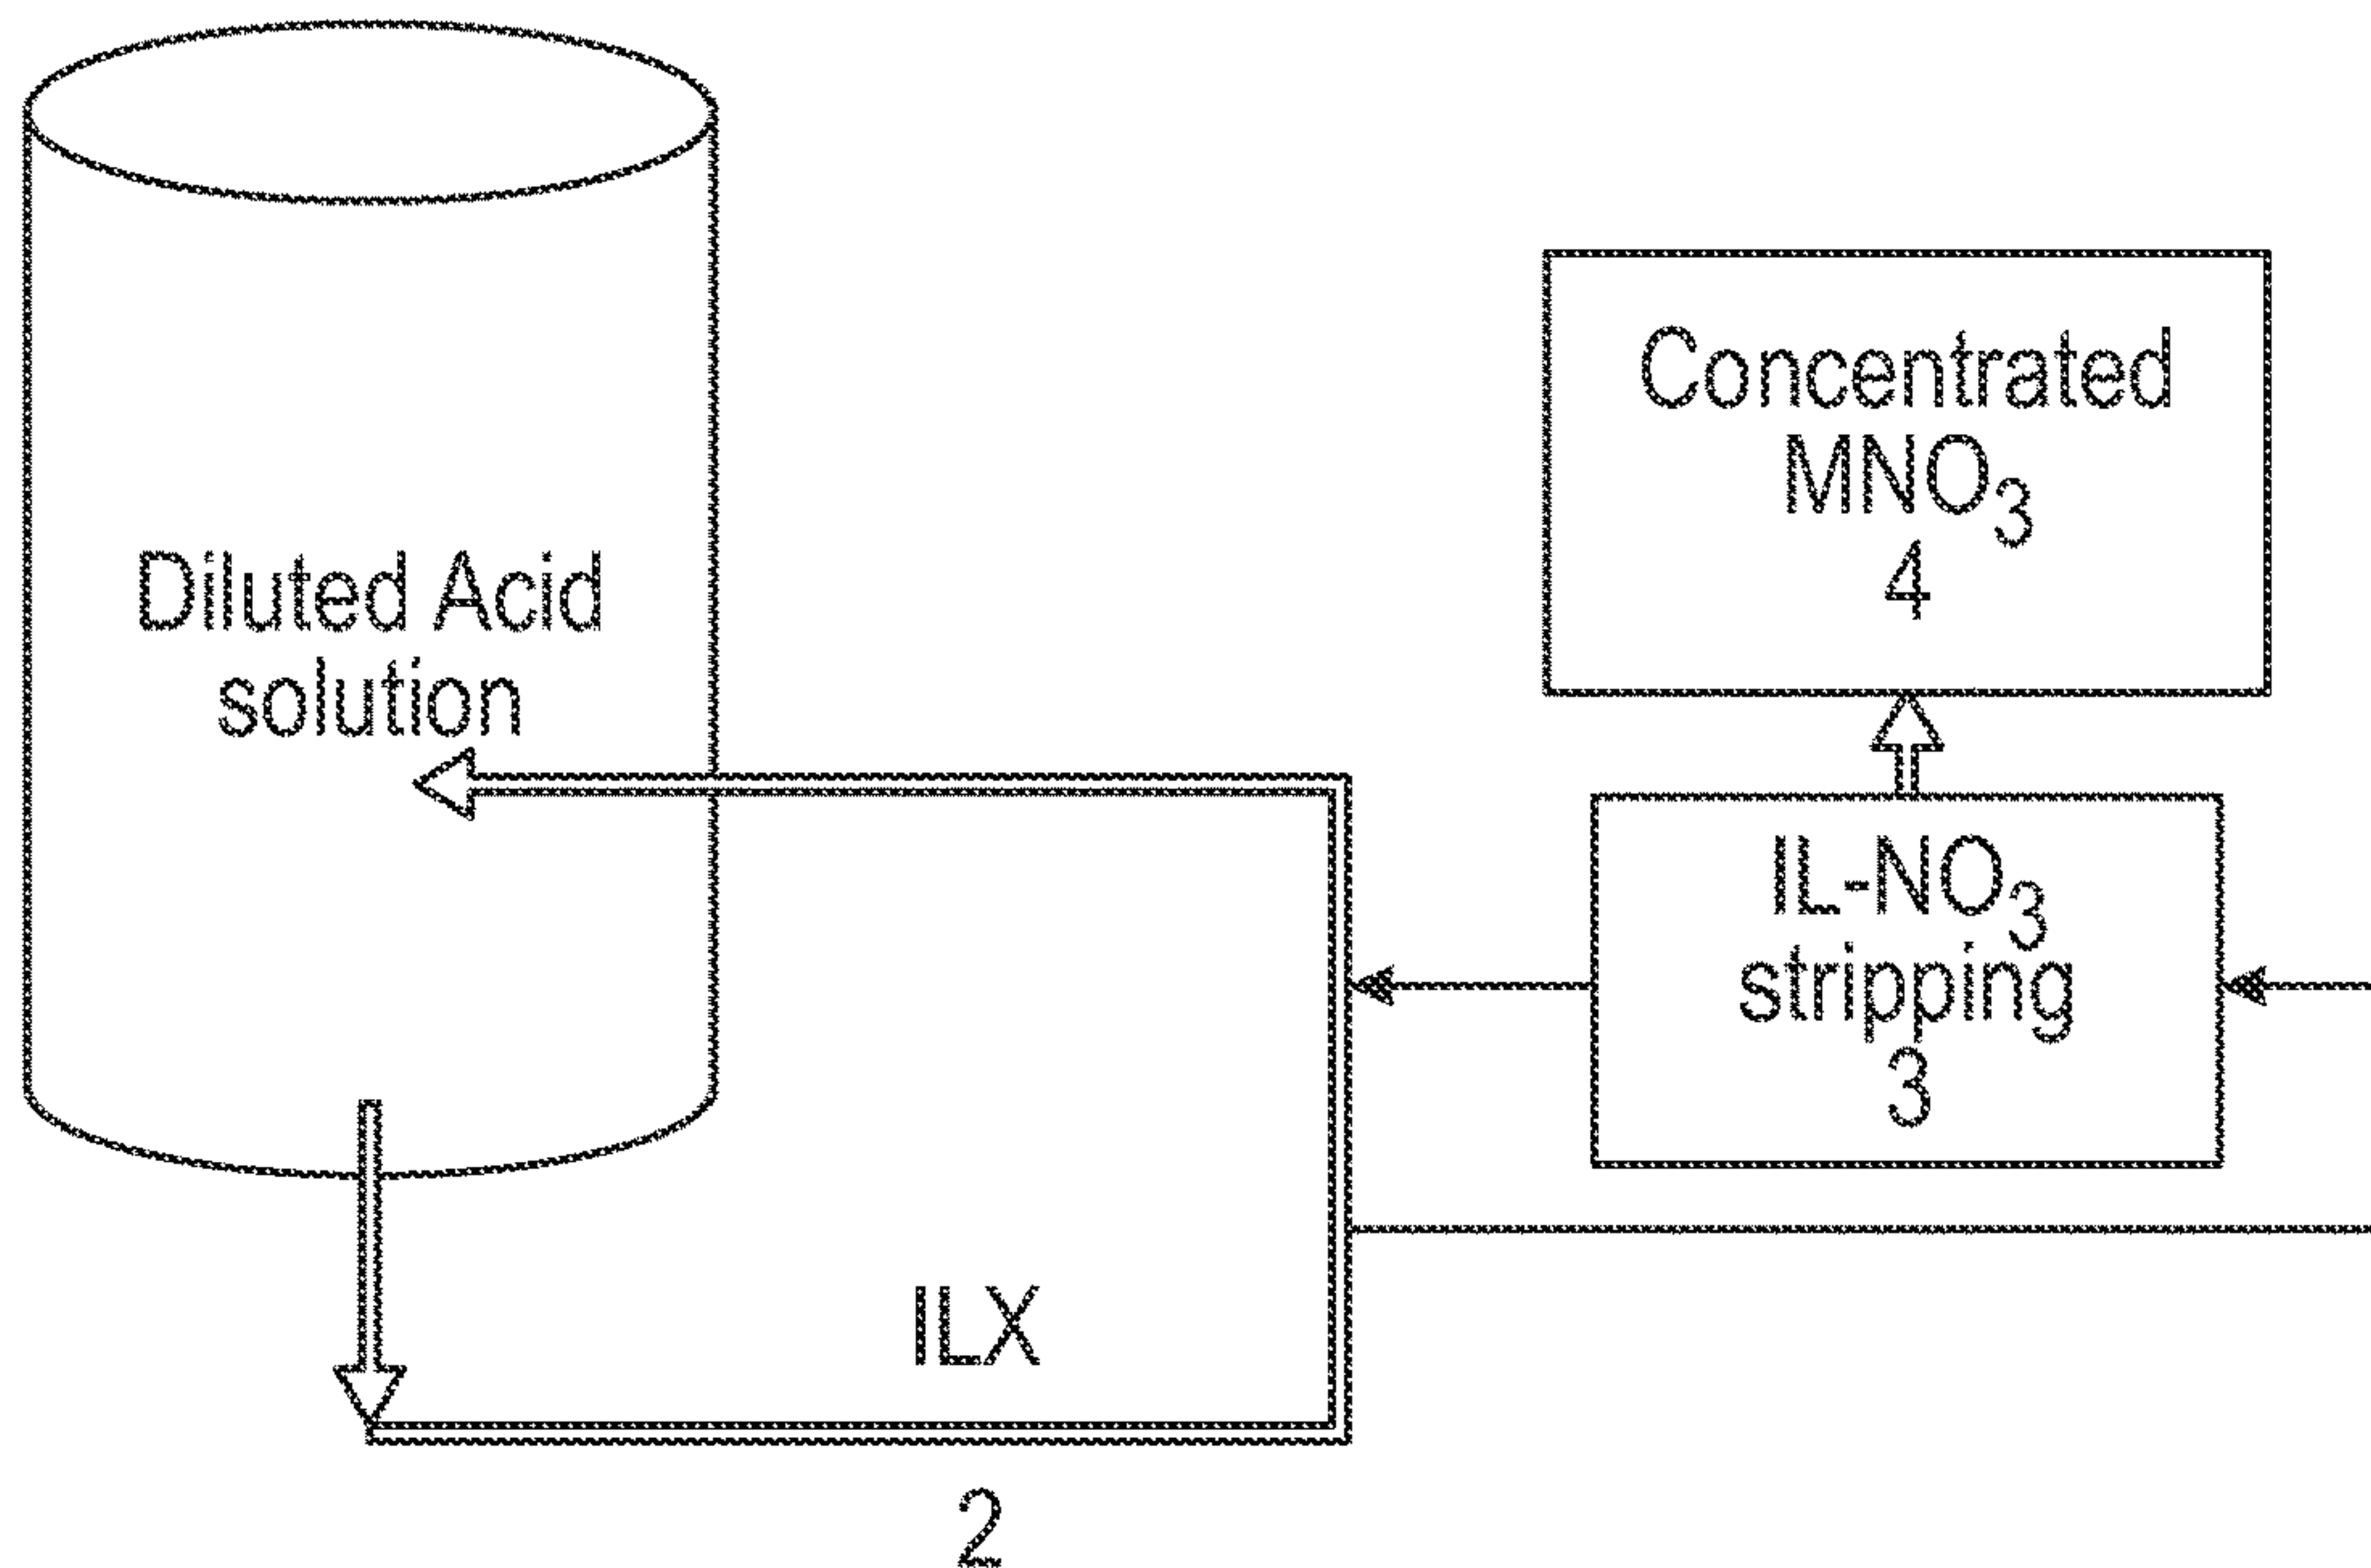 Diluted Acid
solution
Concentrated
MNO₃
4
IL-NO₃
stripping
3
ILX
2